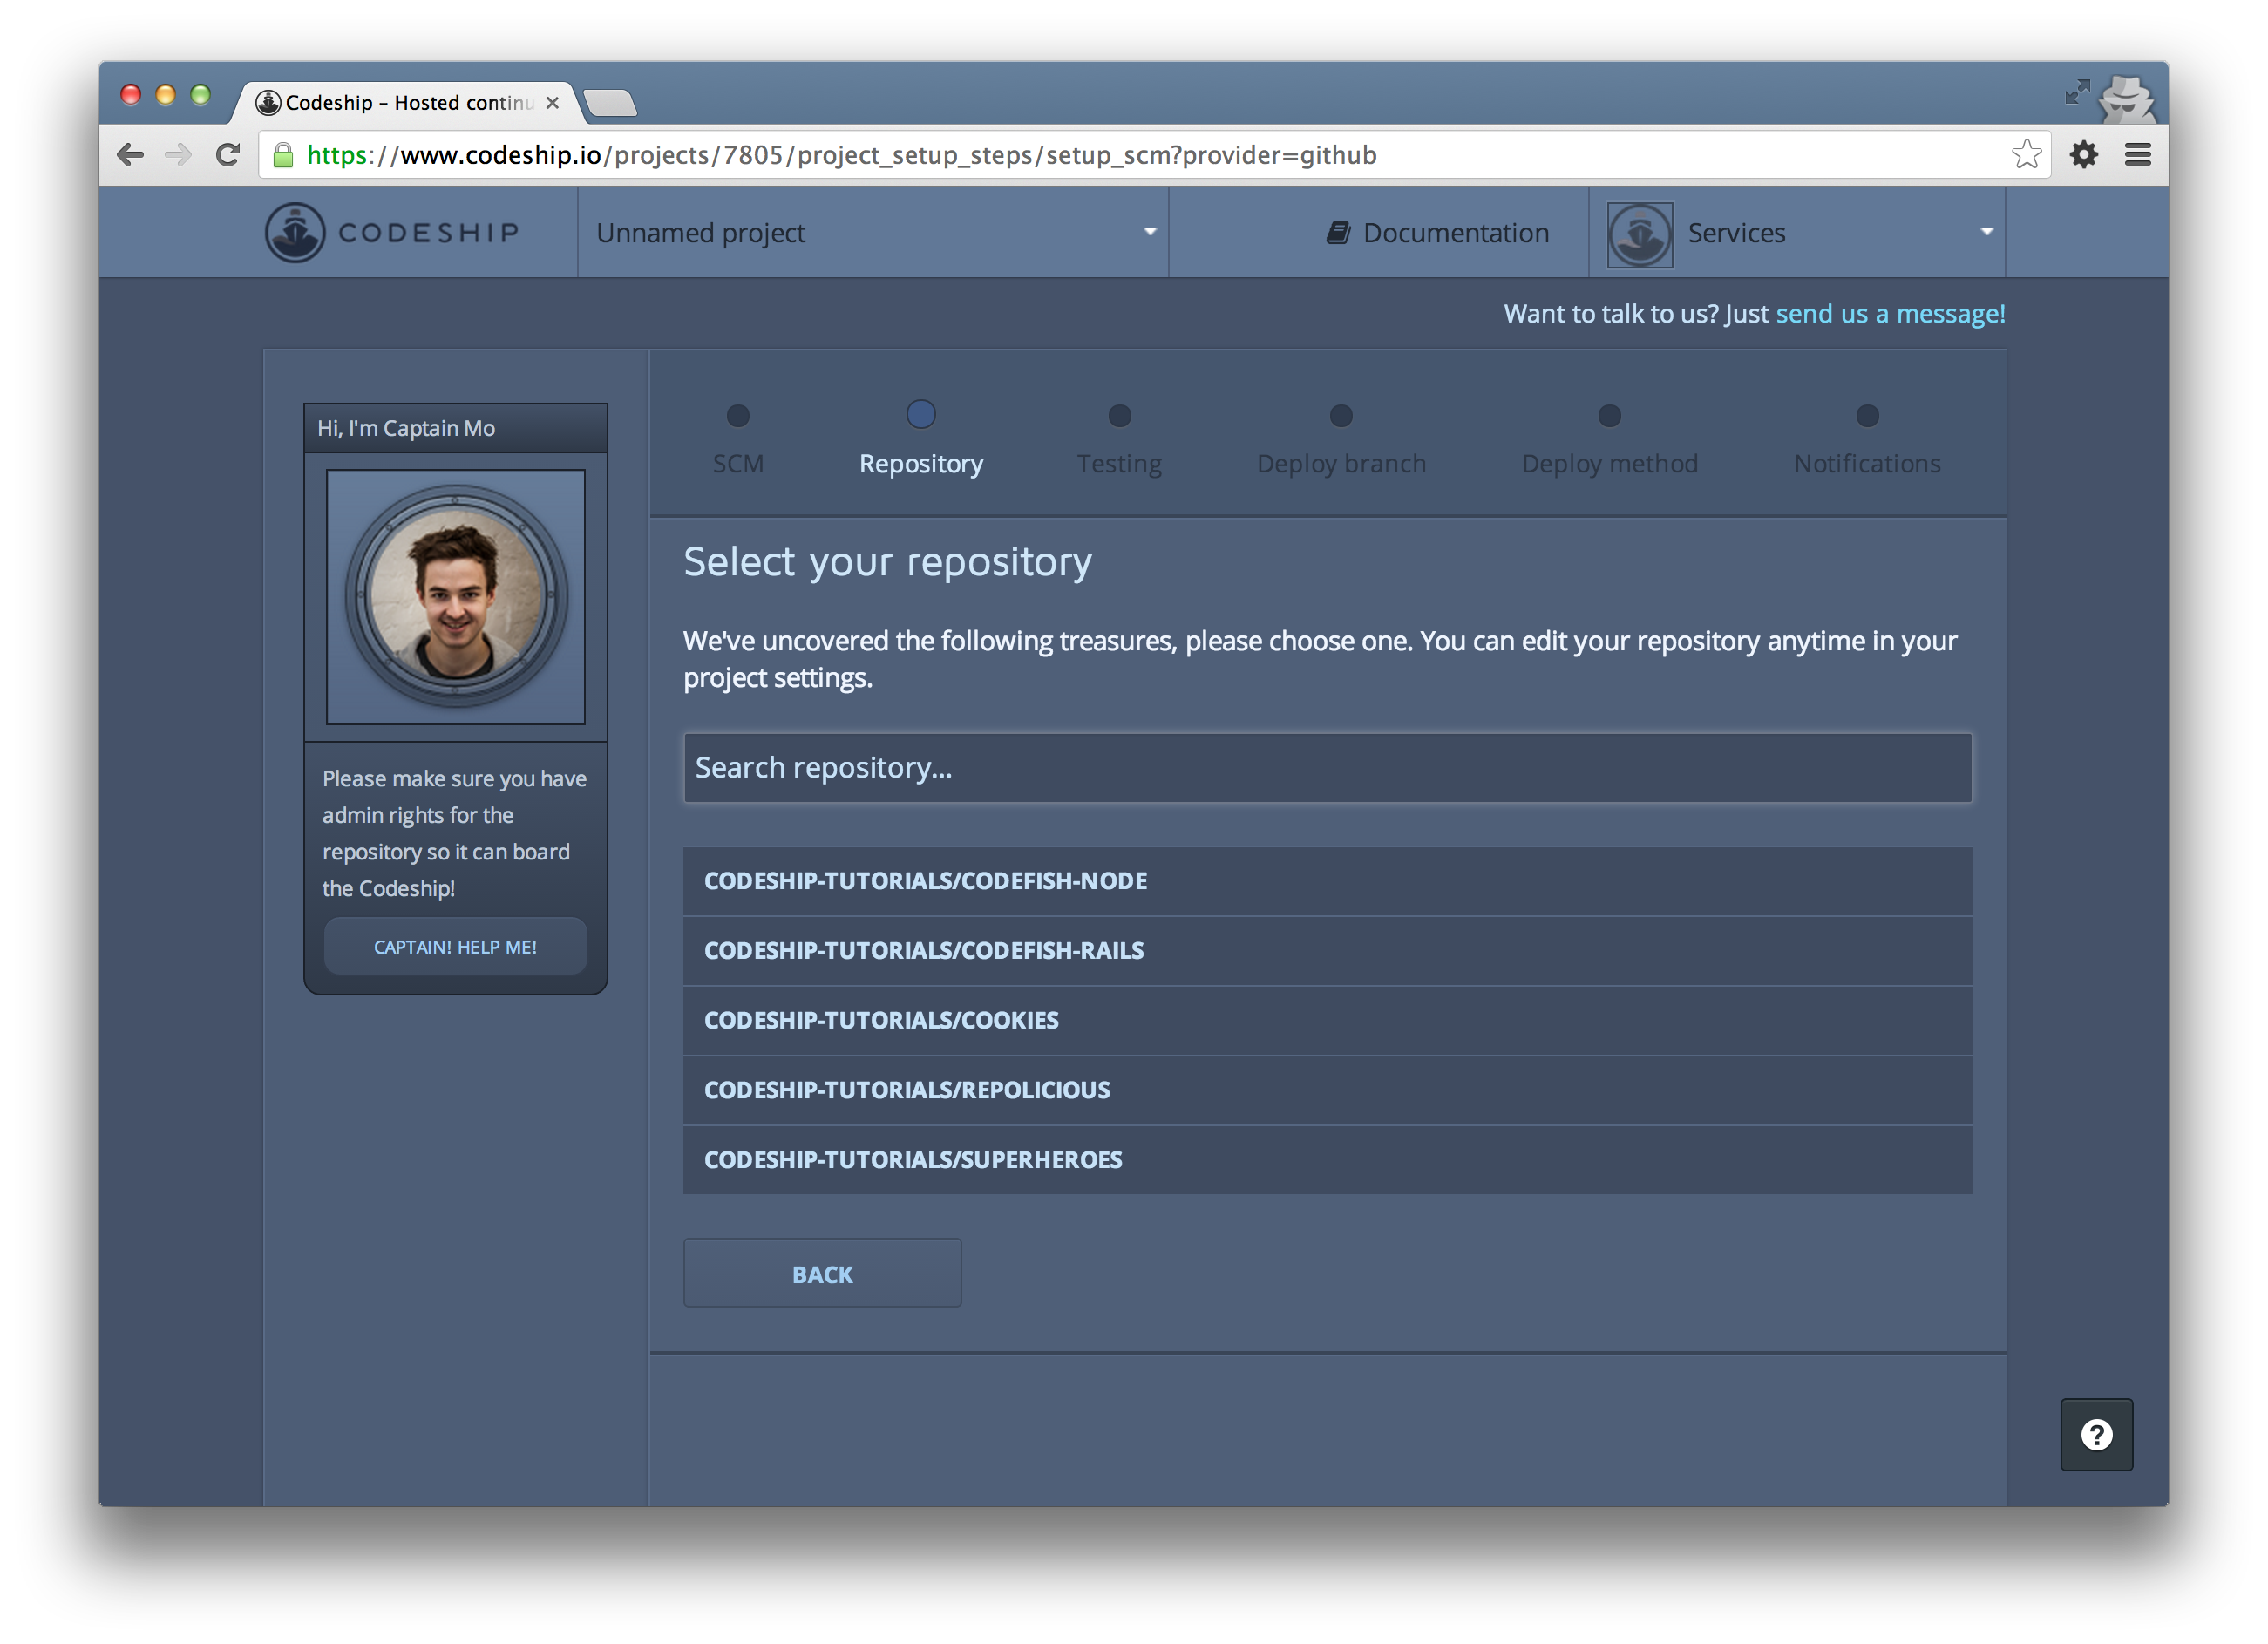 Codeship – Hosted continu
https://www.codeship.io/projects/7805/project_setup_steps/setup_scm?provider=github
CODESHIP
Unnamed project
Documentation
Services
Want to talk to us? Just send us a message!
Hi, I'm Captain Mo
Please make sure you have
admin rights for the
repository so it can board
the Codeship!
CAPTAIN! HELP ME!
SCM
Repository
Testing
Deploy branch
Deploy method
Notifications
Select your repository
We've uncovered the following treasures, please choose one. You can edit your repository anytime in your
project settings.
Search repository...
CODESHIP-TUTORIALS/CODEFISH-NODE
CODESHIP-TUTORIALS/CODEFISH-RAILS
CODESHIP-TUTORIALS/COOKIES
CODESHIP-TUTORIALS/REPOLICIOUS
CODESHIP-TUTORIALS/SUPERHEROES
BACK
?